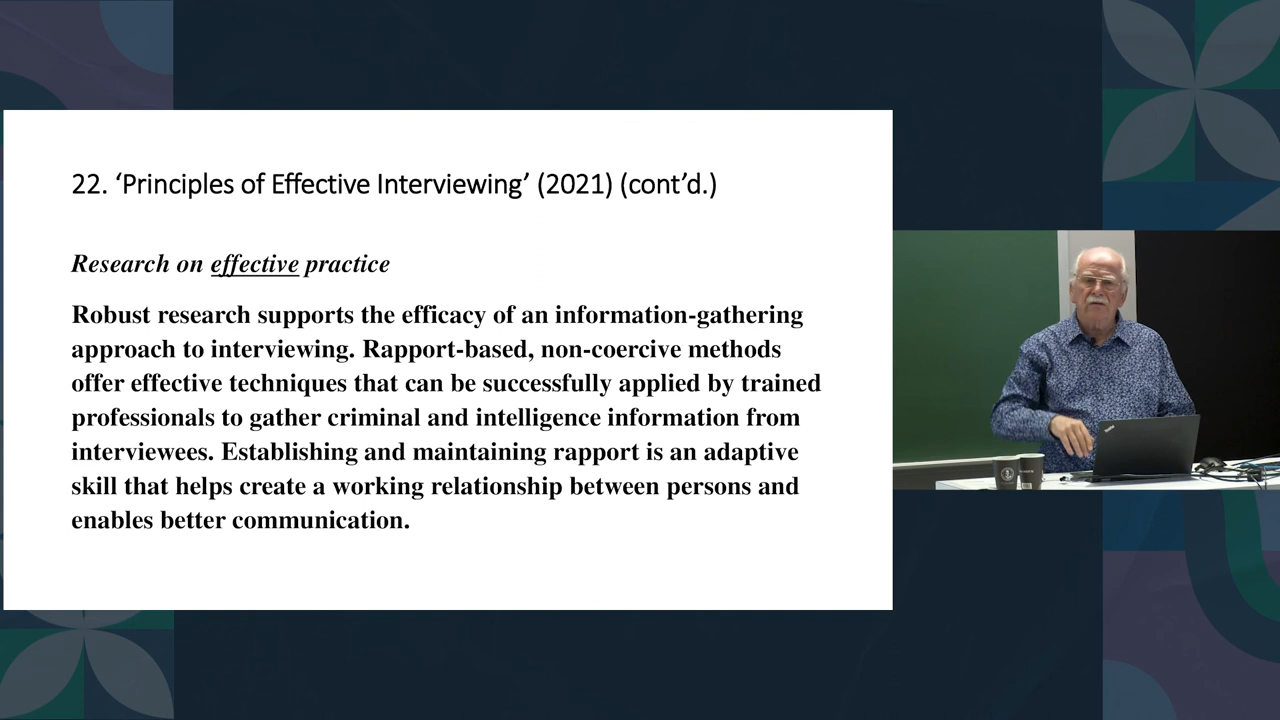 22. ‘Principles of Effective Interviewing’ (2021) (cont’d.)
Research on effective practice
Robust research supports the efficacy of an information-gathering
approach to interviewing. Rapport-based, non-coercive methods
offer effective techniques that can be successfully applied by trained
professionals to gather criminal and intelligence information from
interviewees. Establishing and maintaining rapport is an adaptive
skill that helps create a working relationship between persons and
enables better communication.